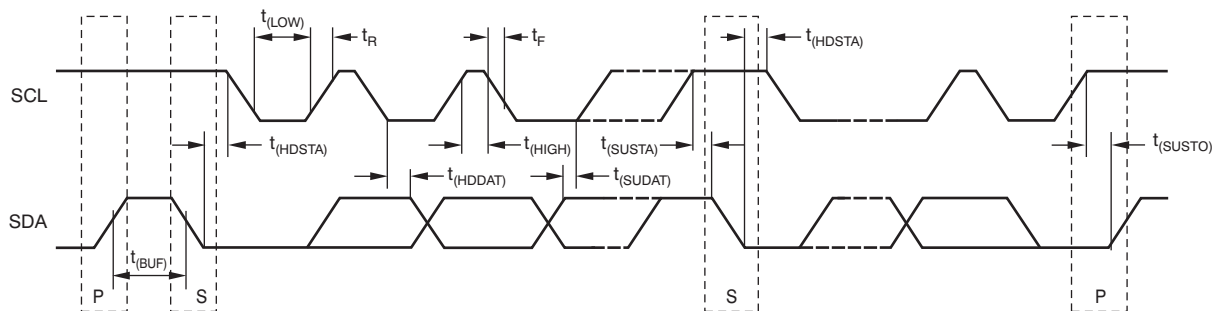 t(LOW)
tR
tF
t(HDSTA)
SCL
t(HDSTA)
t(HIGH)
t(SUSTA)
t(SUSTO)
t(HDDAT)
t(SUDAT)
SDA
t(BUF)
P
S
S
P